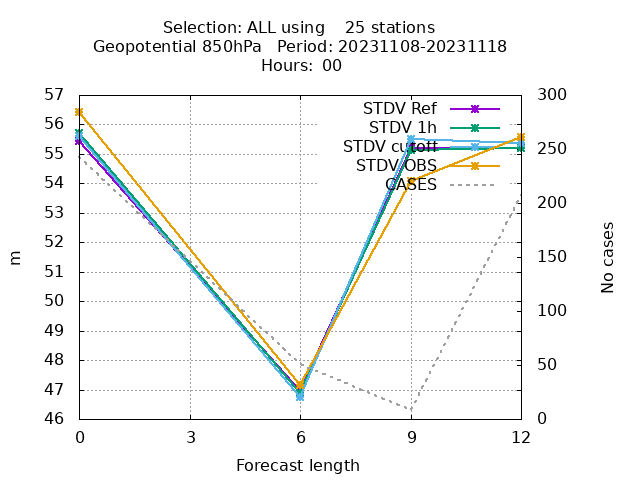 Selection: ALL using    25 stations
Geopotential 850hPa   Period: 20231108-20231118
Hours: 00
57
56
55
54
53
52
51
50
49
48
47
46
300
250
200
150
100
50
0
STDV Ref
STDV 1h
STDV cutoff
STDV OBS
CASES
m
No cases
0
3
6
9
12
Forecast length